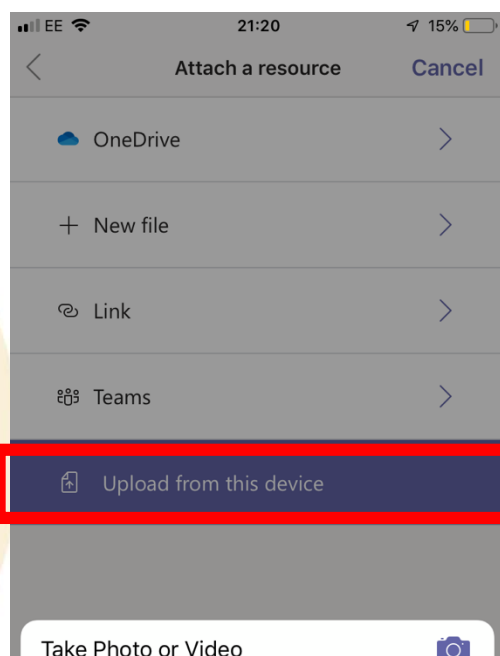 EE 21:20 15%
Attach a resource Cancel
OneDrive
New file
Link
Teams
Upload from this device
Take Photo or Video